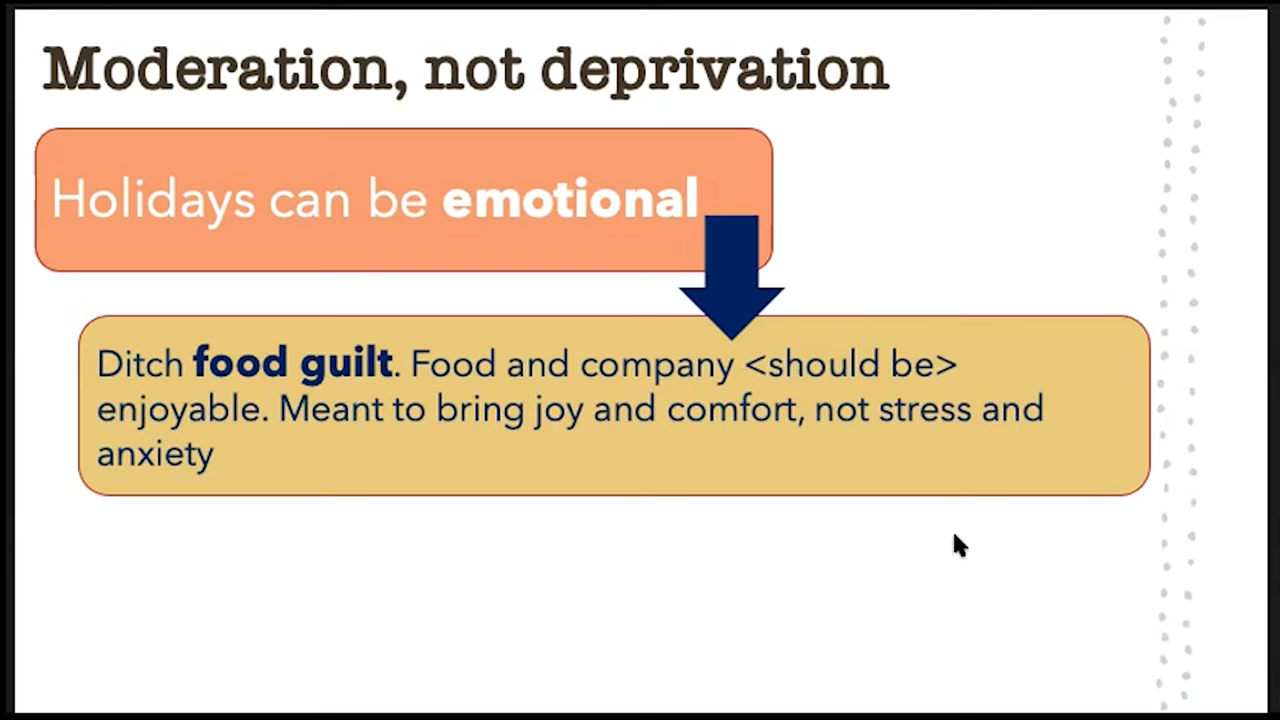 Moderation, not deprivation
Holidays can be emotional
Ditch food guilt. Food and company <should be>
enjoyable. Meant to bring joy and comfort, not stress and
anxiety